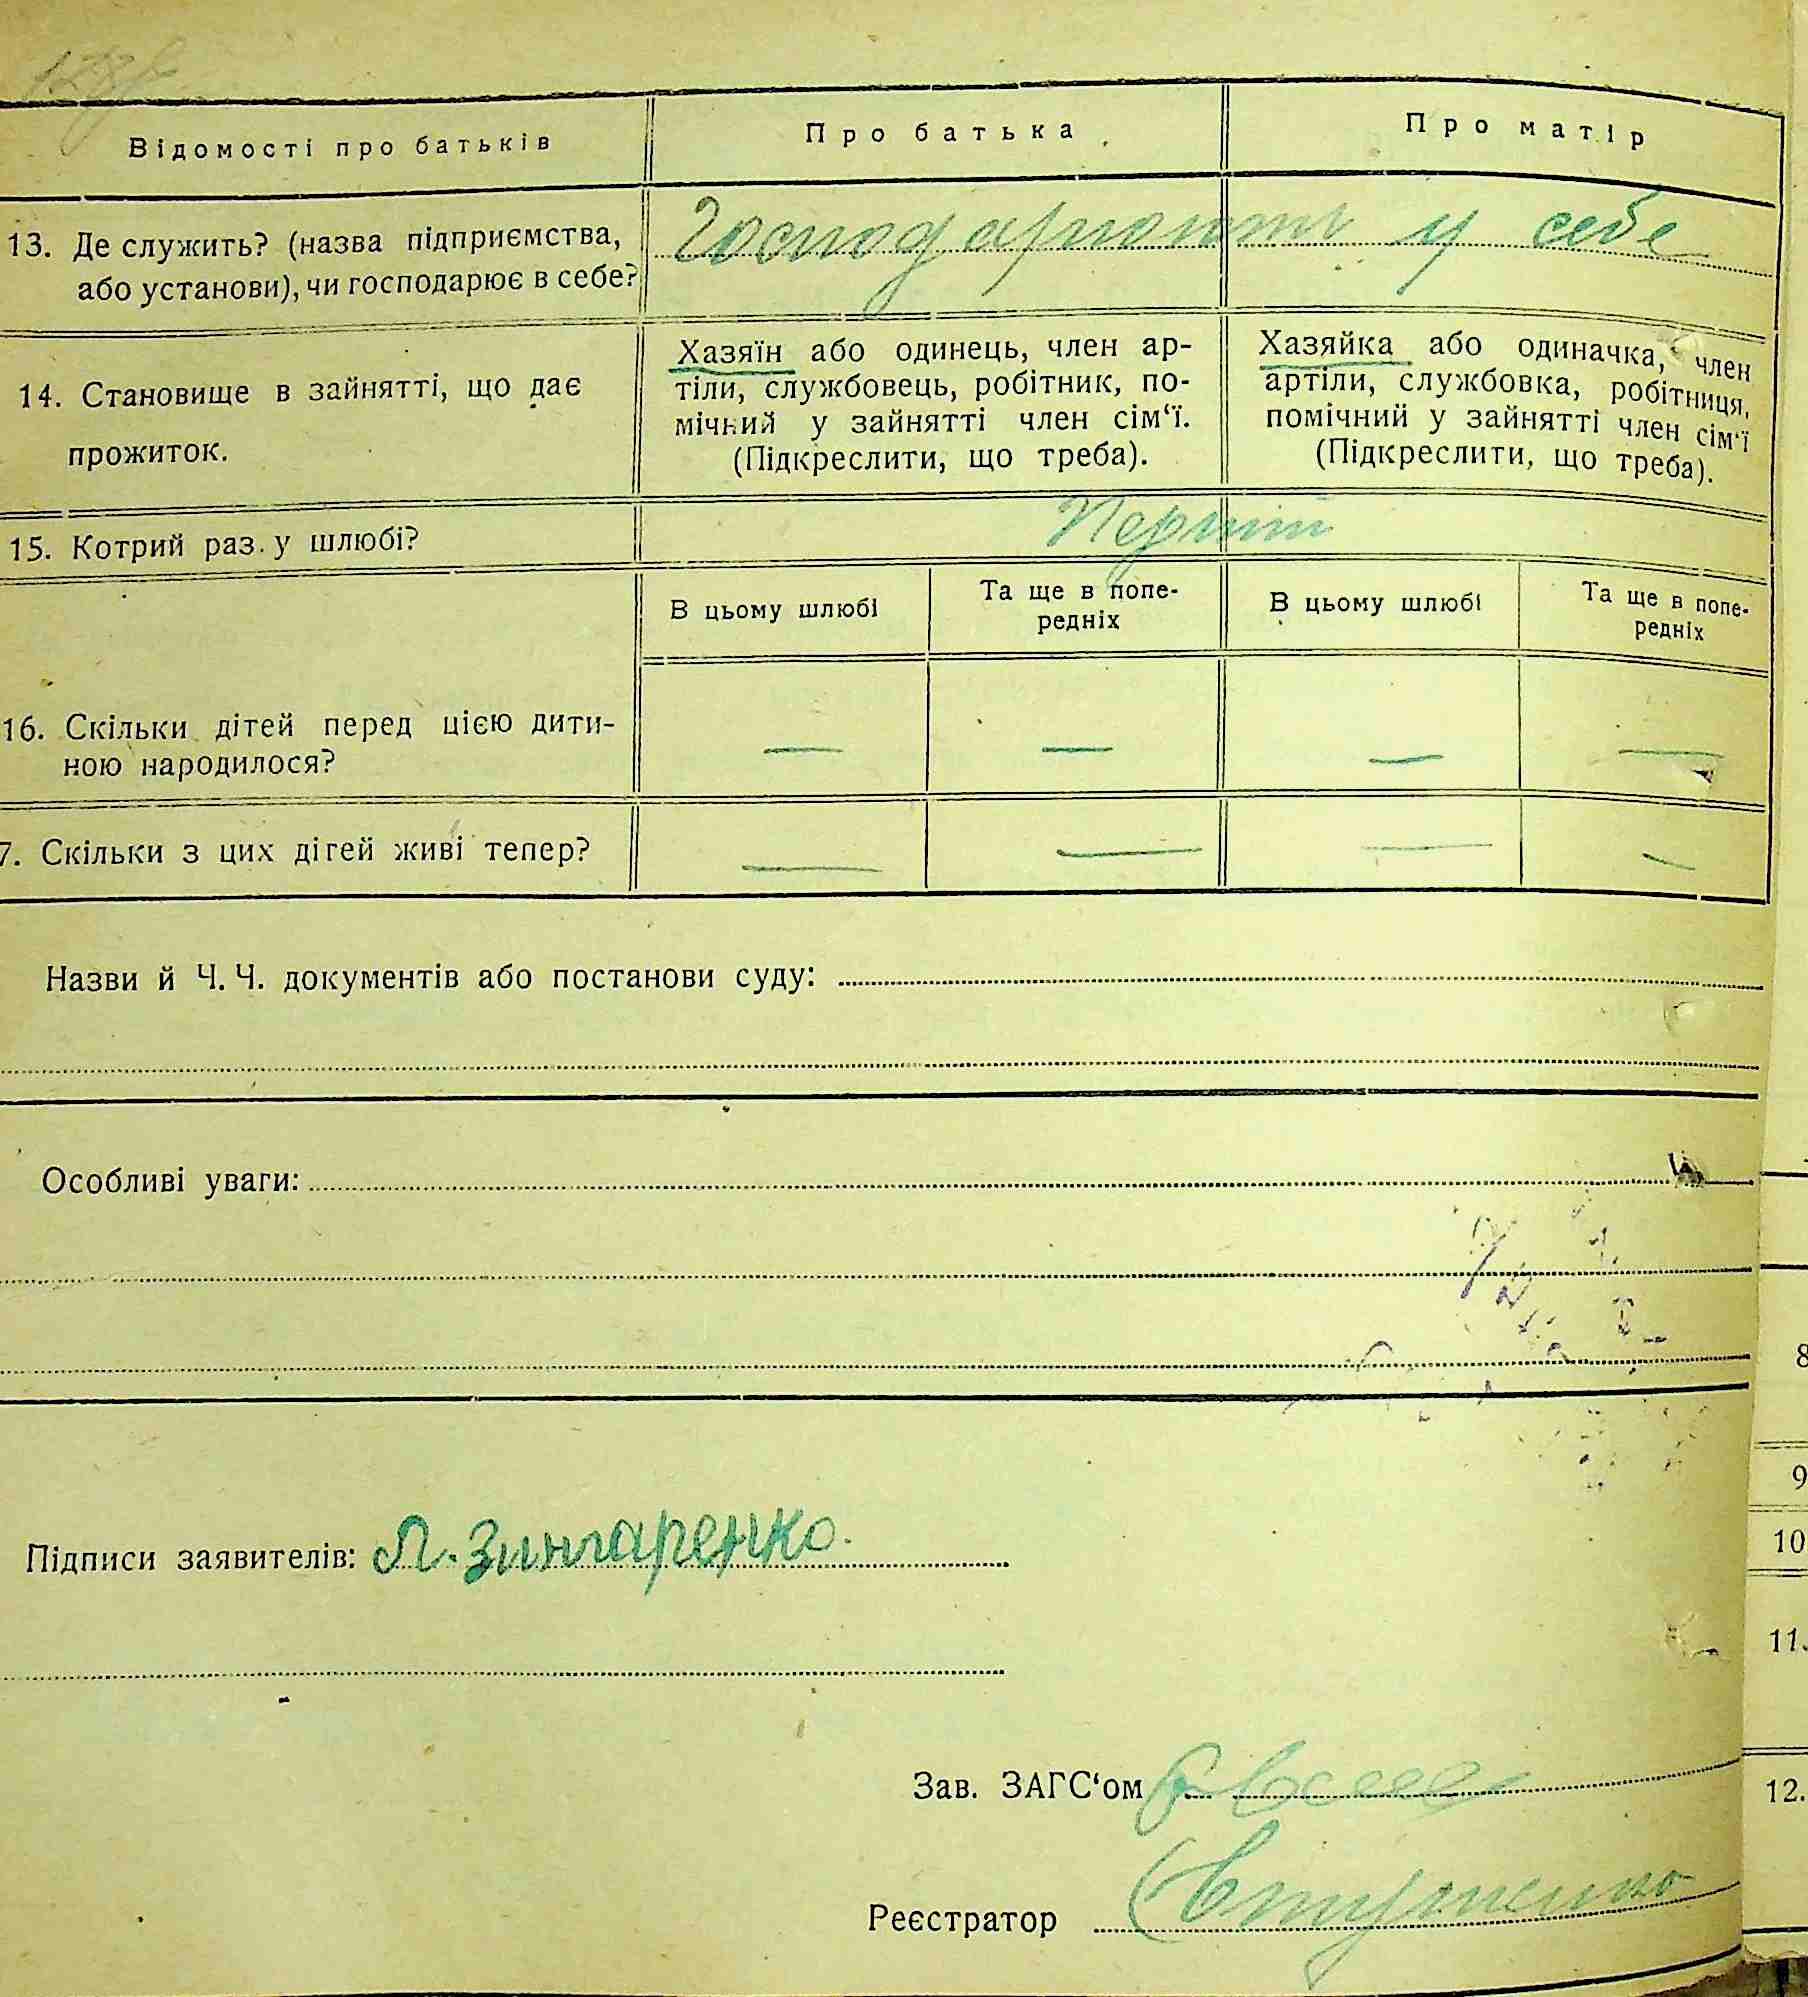 Відомості про батьків Про батька Про матір
13. Де служить? (назва підприємства, Господарюють у себе
або установи), чи господарює в себе?
14. Становище в зайнятті, що дає
прожиток.
Хазяїн або одинець, член ар-
тіли, службовець, робітник, по-
мічний у зайнятті член сім‘ї.
(Підкреслити, що треба).
Хазяйка або одиначка, член
артіли, службовка, робітниця,
помічний у зайнятті член сім‘ї
(Підкреслити, що треба).
15. Котрий раз у шлюбі? Перший
В цьому шлюбі
Та ще в попе-
редніх
В цьому шлюбі
Та ще в попе-
редніх
16. Скільки дітей перед цією дити- — — — —
ною народилося?
7. Скільки з цих дітей живі тепер? — — — —
Назви й Ч. Ч. документів або постанови суду:
Особливі уваги:
Підписи заявителів: П. Зингаренко.
Зав. ЗАГС‘ом
Реєстратор
8
9
10
11.
12.